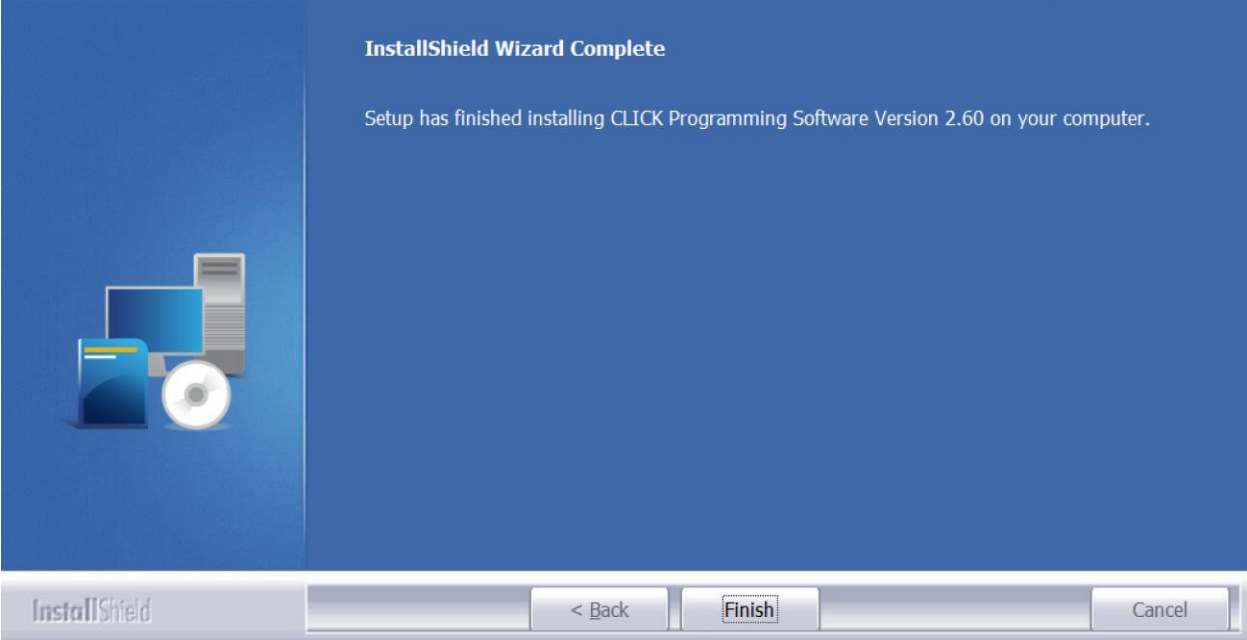 InstallShield Wizard Complete
Setup has finished installing CLICK Programming Software Version 2.60 on your computer.
InstallShield
< Back
Finish
Cancel